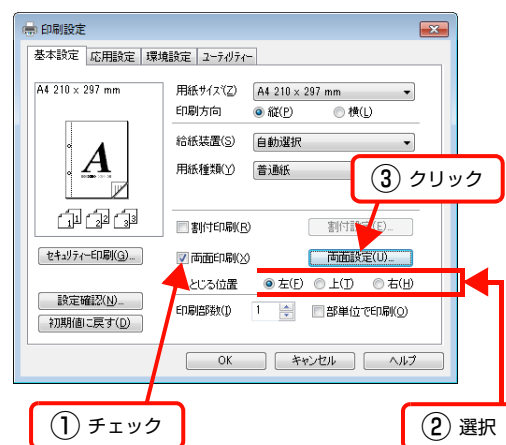 印刷設定
基本設定 応用設定 環境設定 ユーティリティー
A4 210 x 297 mm
用紙サイズ(Z) A4 210 x 297 mm
印刷方向 縦(P) 横(L)
給紙装置(S) 自動選択
用紙種類(Y) 普通紙
③ クリック
A
1 1 2 2 3 3
割付印刷(R) 割付設定(E)...
セキュリティー印刷(G)... 両面印刷(X) 両面設定(U)...
とじる位置 左(F) 上(T) 右(H)
設定確認(N)... 印刷部数(I) 1 部単位で印刷(O)
初期値に戻す(D)
OK キャンセル ヘルプ
① チェック ② 選択